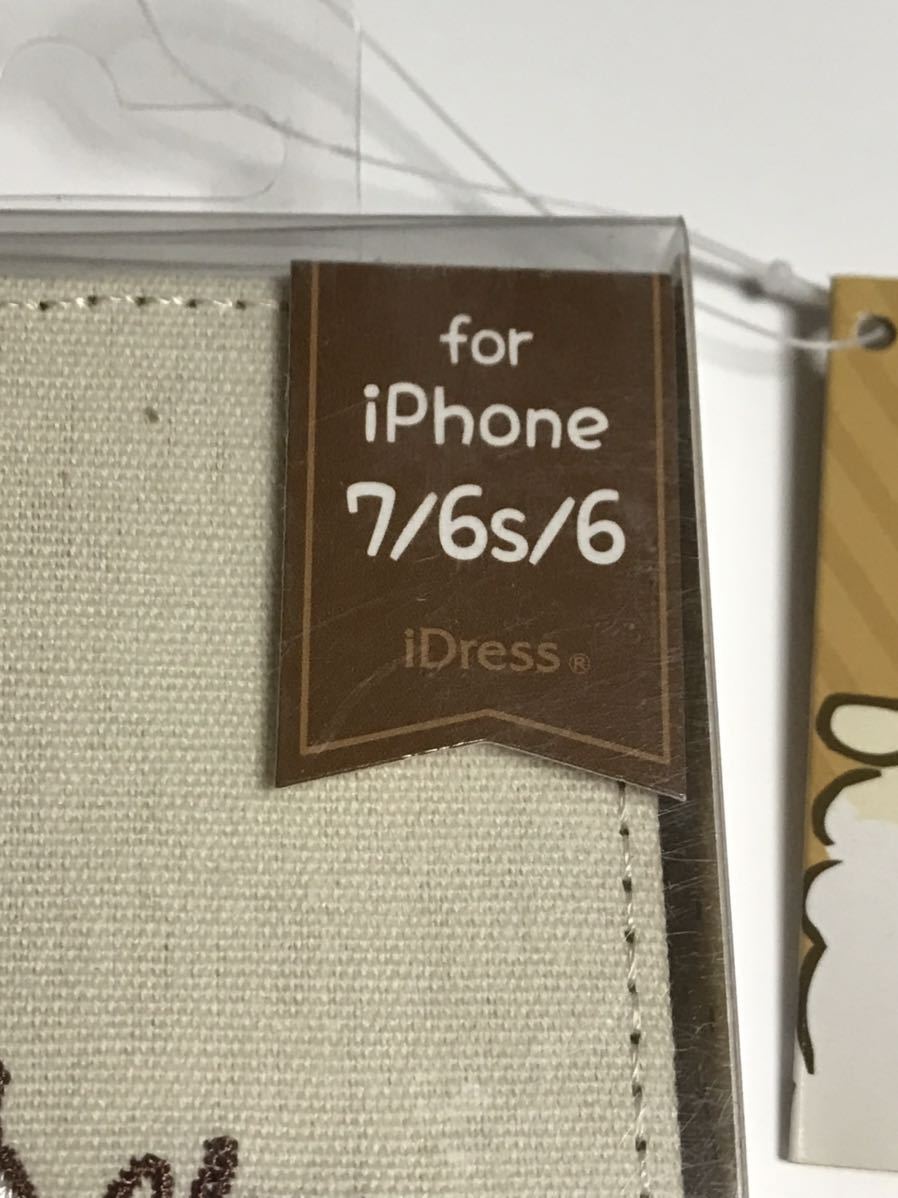 for
iPhone
7/6s/6
iDress®